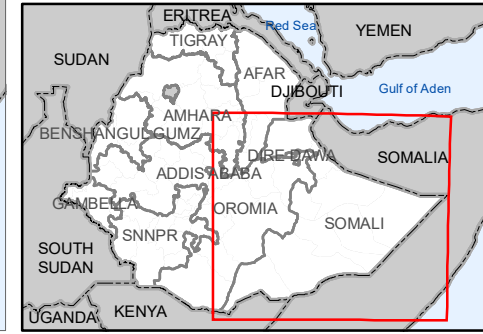 ERITREA
Red Sea
YEMEN
TIGRAY
SUDAN
AFAR
DJIBOUTI
Gulf of Aden
AMHARA
BENSHANGUL GUMZ
DIRE DAWA
SOMALIA
ADDIS ABABA
GAMBELLA
OROMIA
SOMALI
SNNPR
SOUTH
SUDAN
UGANDA
KENYA